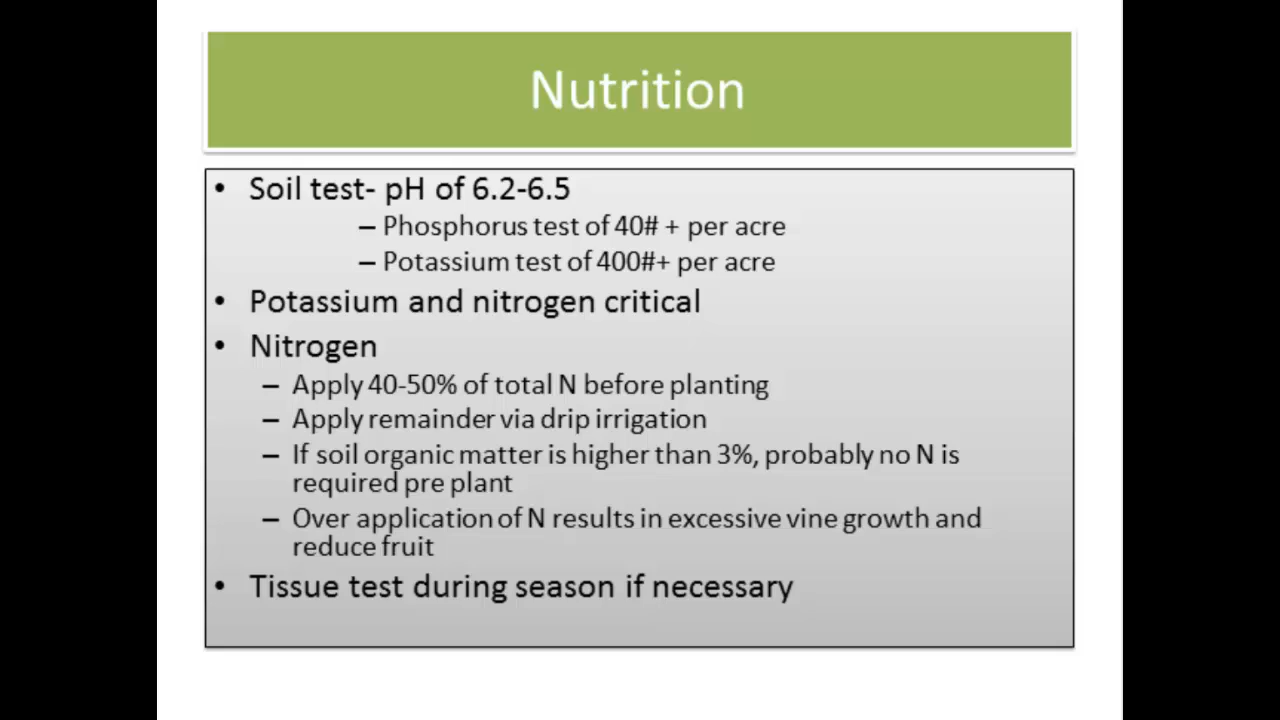 Nutrition
• Soil test- pH of 6.2-6.5
– Phosphorus test of 40# + per acre
– Potassium test of 400#+ per acre
• Potassium and nitrogen critical
• Nitrogen
– Apply 40-50% of total N before planting
– Apply remainder via drip irrigation
– If soil organic matter is higher than 3%, probably no N is
required pre plant
– Over application of N results in excessive vine growth and
reduce fruit
• Tissue test during season if necessary